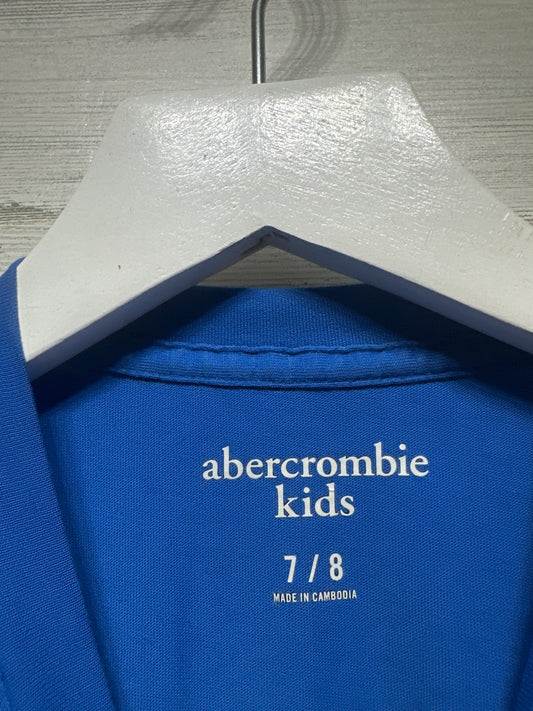 abercrombie
kids
7 / 8
MADE IN CAMBODIA